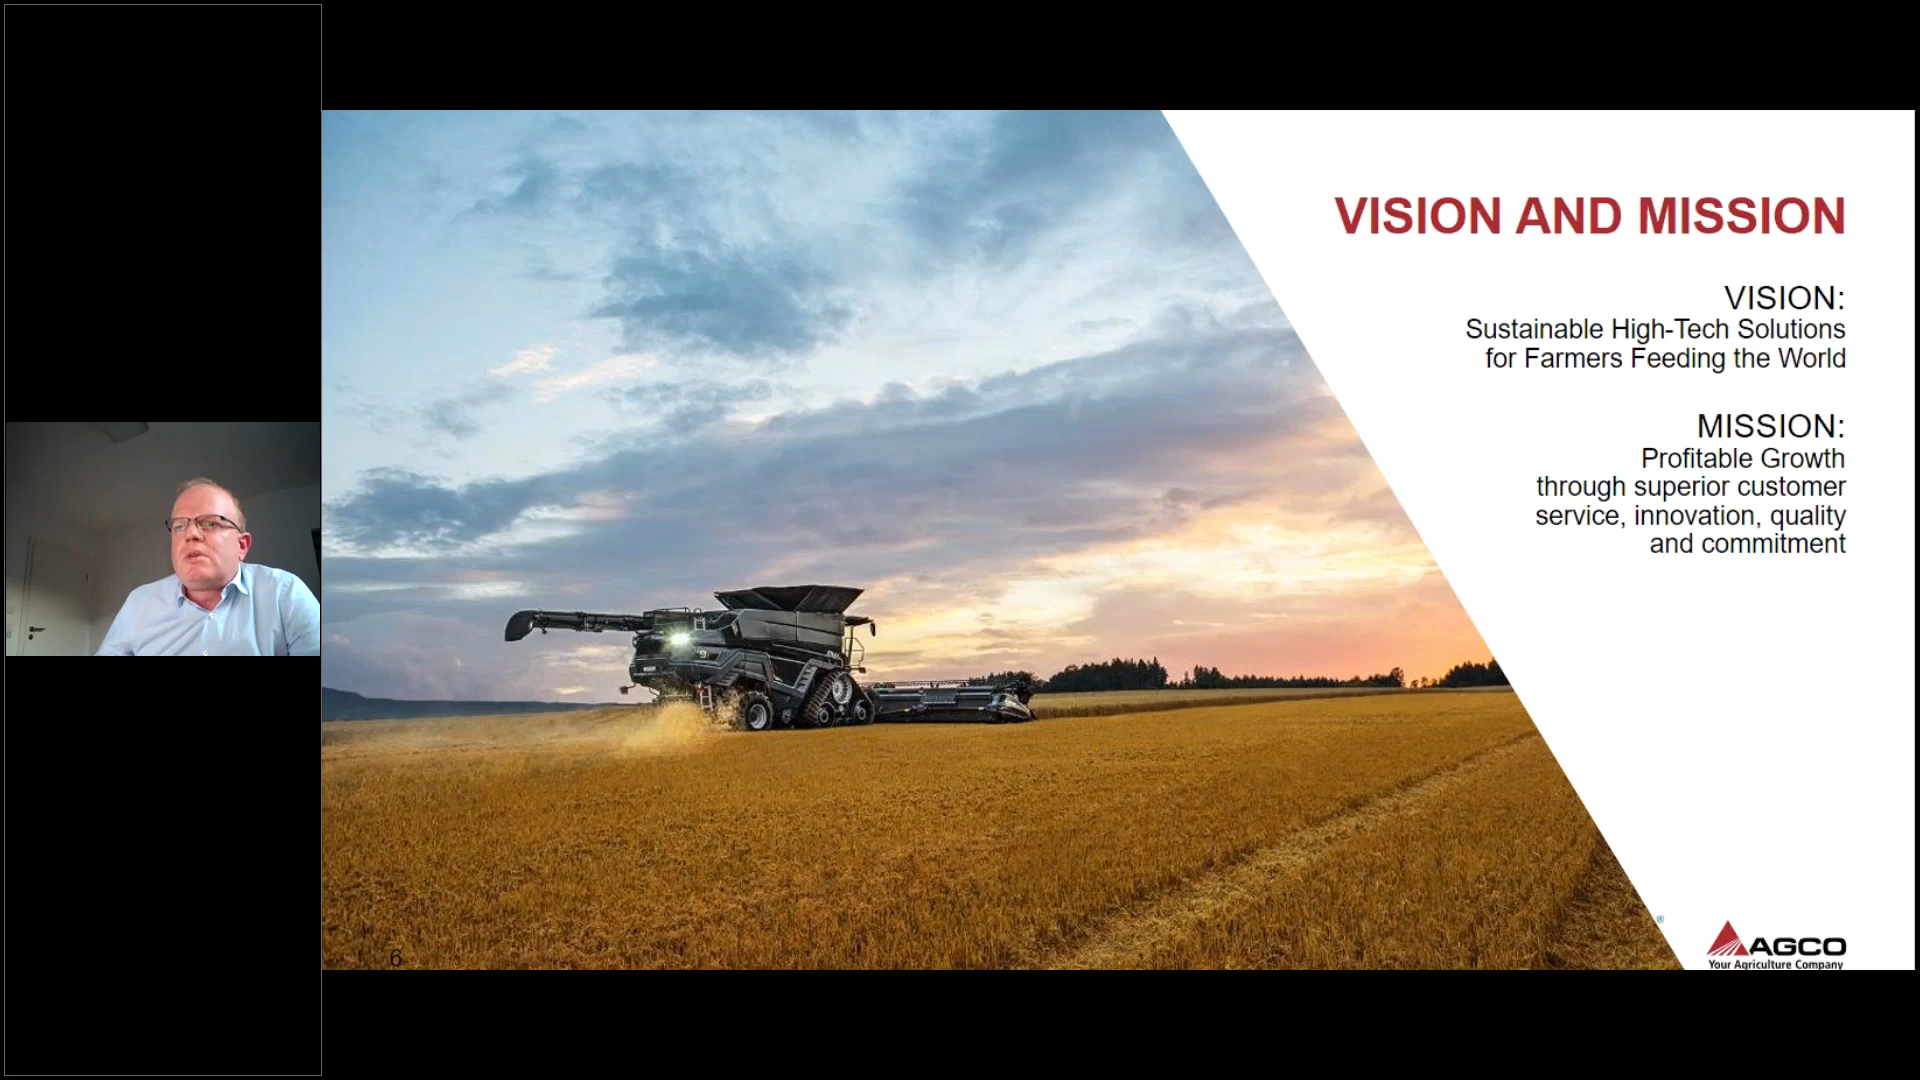 VISION AND MISSION
VISION:
Sustainable High-Tech Solutions
for Farmers Feeding the World
MISSION:
Profitable Growth
through superior customer
service, innovation, quality
and commitment
6
®
AGCO
Your Agriculture Company